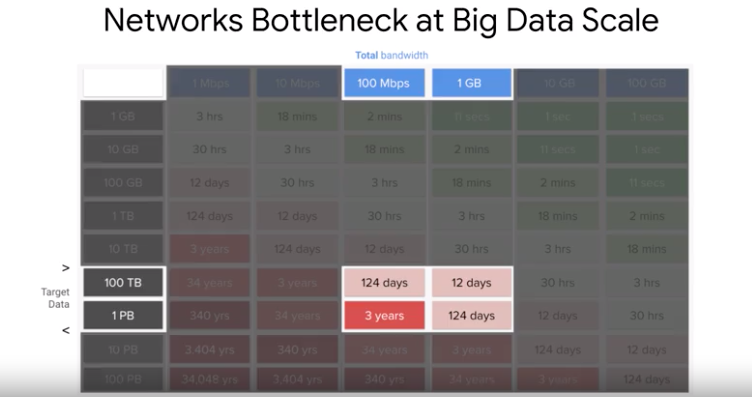 Networks Bottleneck at Big Data Scale
Total bandwidth
1 Mbps 10 Mbps 100 Mbps 1 GB 10 GB 100 GB
1 GB 3 hrs 18 mins 2 mins 11 secs 1 sec 1 secs
10 GB 30 hrs 3 hrs 18 mins 2 mins 11 secs 1 sec
100 GB 12 days 30 hrs 3 hrs 18 mins 2 mins 11 secs
1 TB 124 days 12 days 30 hrs 3 hrs 18 mins 2 mins
10 TB 3 years 124 days 12 days 30 hrs 3 hrs 18 mins
>
Target
Data
<
100 TB 34 years 3 years 124 days 12 days 30 hrs 3 hrs
1 PB 340 yrs 34 years 3 years 124 days 12 days 30 hrs
10 PB 3,404 yrs 340 yrs 34 years 3 years 124 days 12 days
100 PB 34,048 yrs 3,404 yrs 340 yrs 34 years 3 years 124 days